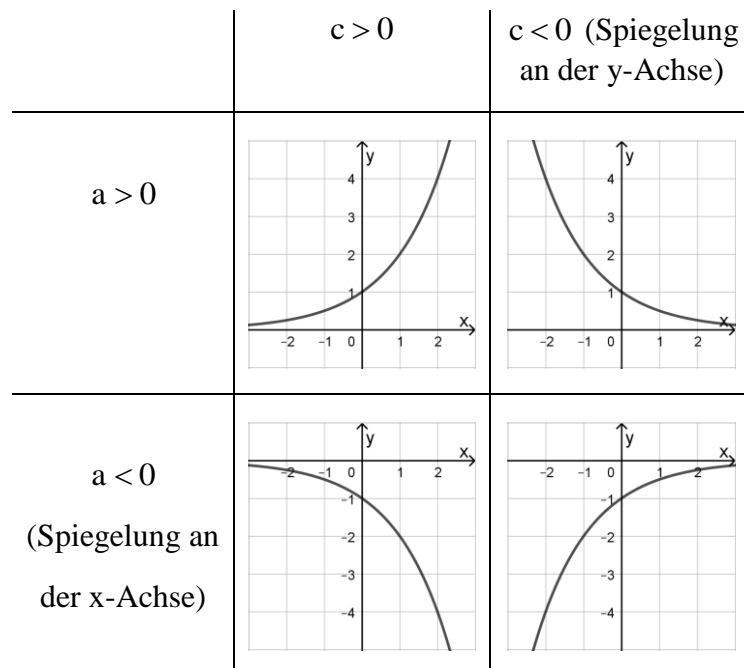 c > 0
c < 0 (Spiegelung
an der y-Achse)
a > 0
y
4
3
2
1
x
−2 −1 0 1 2
y
4
3
2
1
x
−2 −1 0 1 2
a < 0
(Spiegelung an
der x-Achse)
y
x
−2 −1 0 1 2
−1
−2
−3
−4
y
x
−2 −1 0 1 2
−1
−2
−3
−4